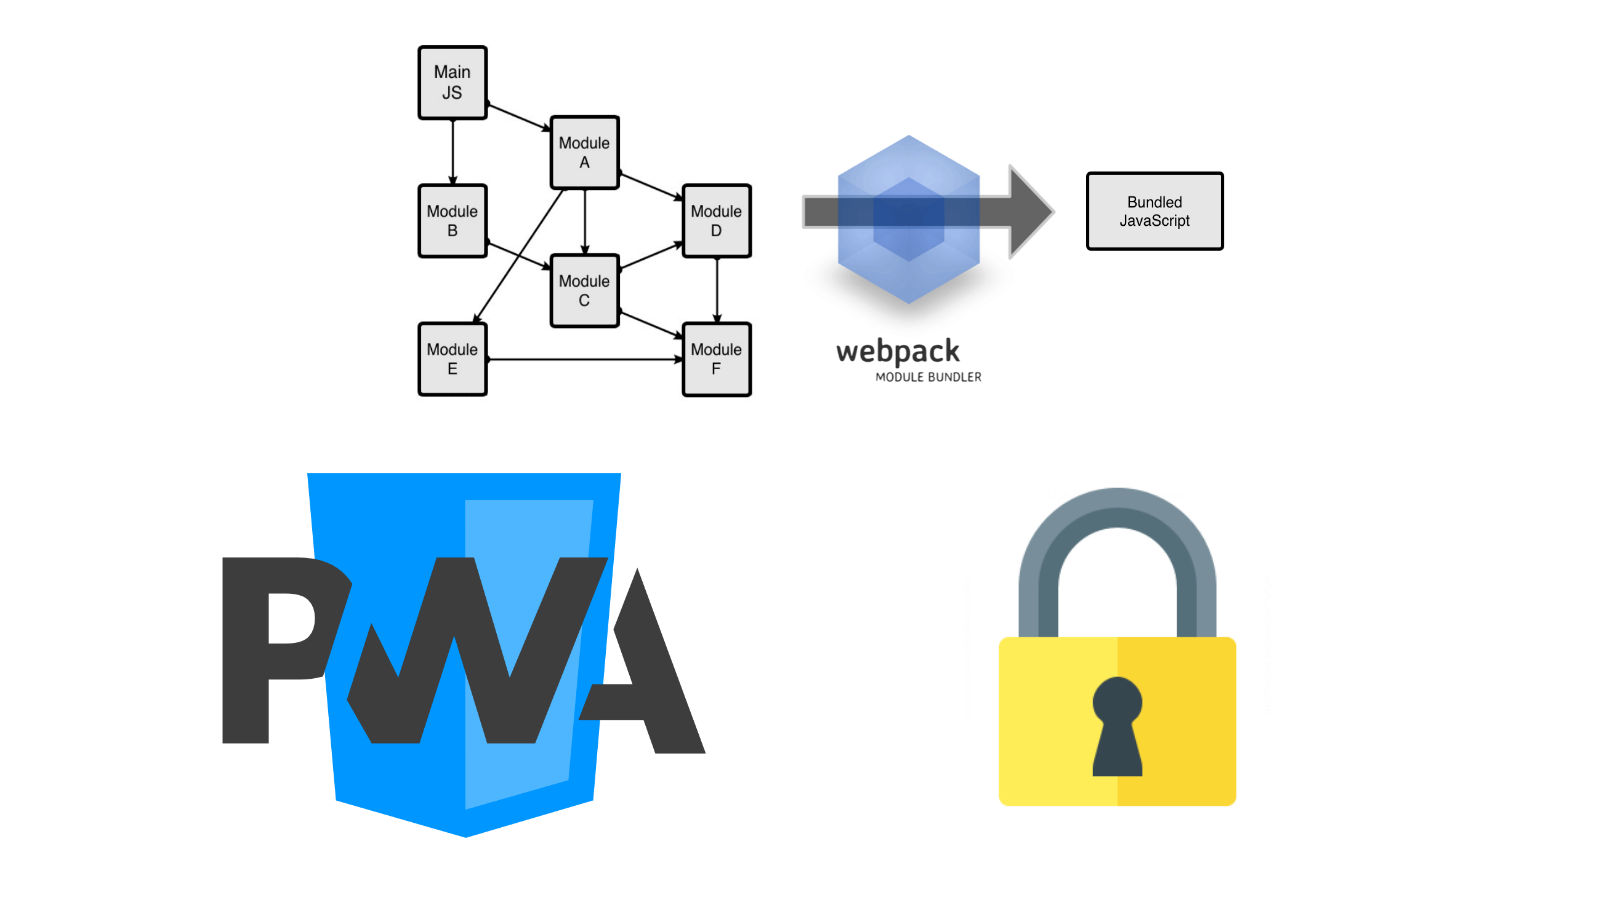 Main
JS
Module
A
Module
B
Module
D
Module
C
Module
E
Module
F
webpack
MODULE BUNDLER
Bundled
JavaScript
PWA